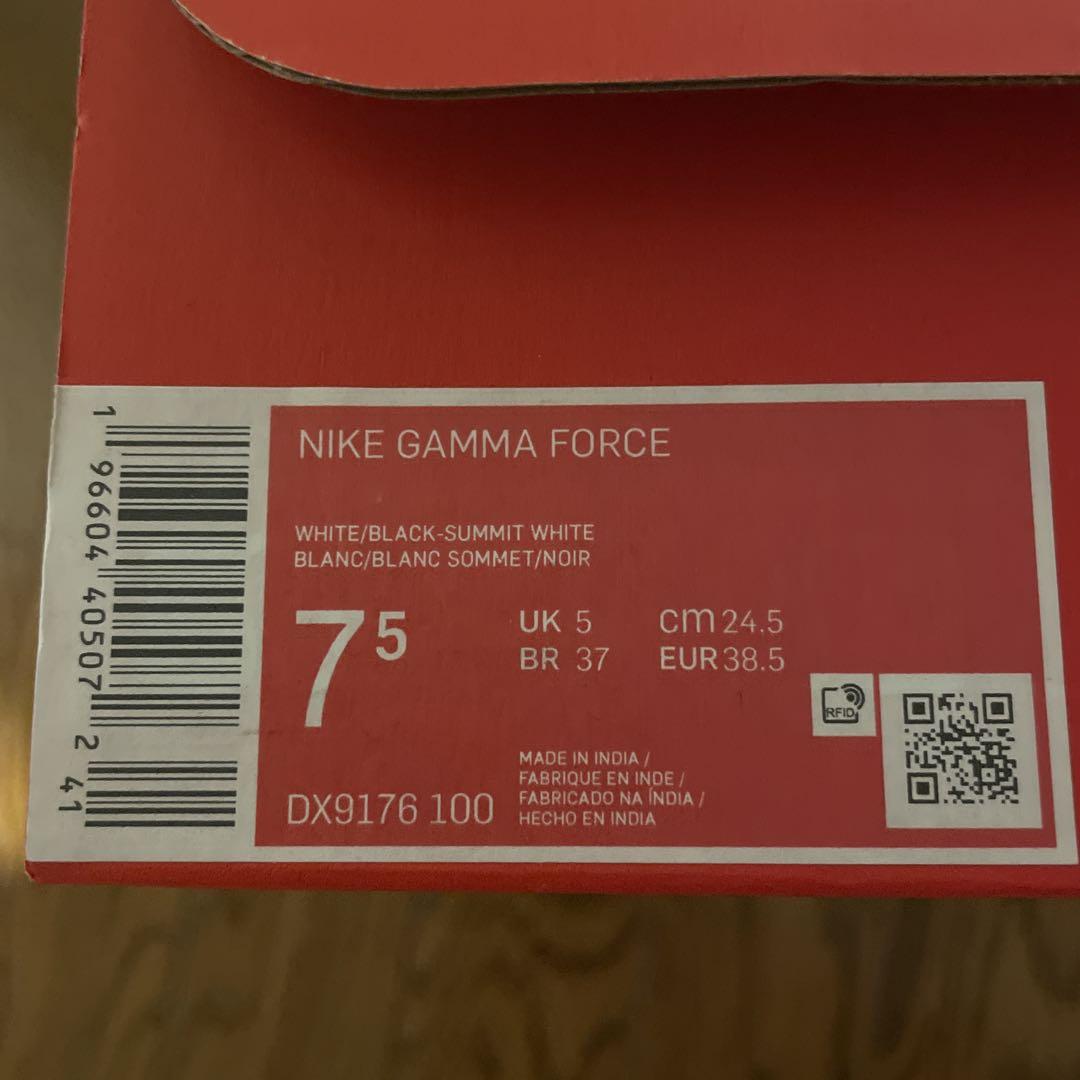 NIKE GAMMA FORCE
WHITE/BLACK-SUMMIT WHITE
BLANC/BLANC SOMMET/NOIR
7 5
UK 5 cm 24.5
BR 37 EUR 38.5
RFID
MADE IN INDIA /
FABRIQUE EN INDE /
FABRICADO NA ÍNDIA /
HECHO EN INDIA
DX9176 100
1 96604 40507 2 41